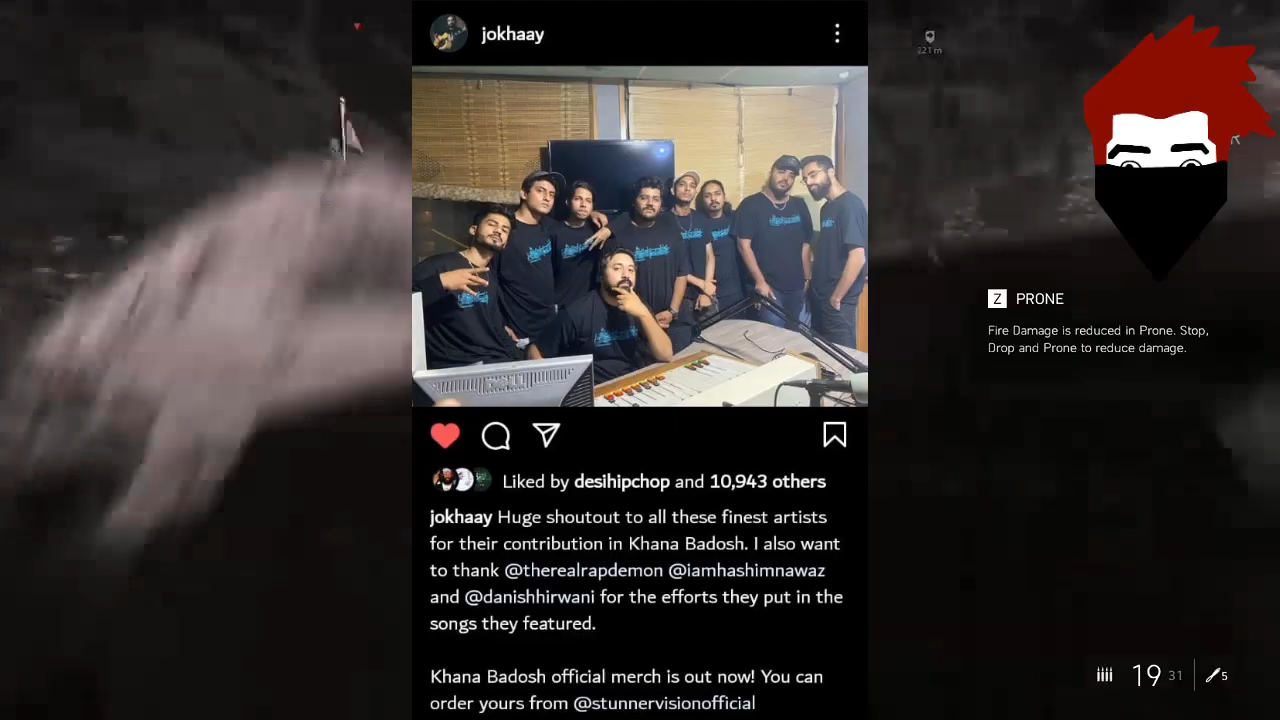 jokhaay
221m
Liked by desihipchop and 10,943 others
jokhaay Huge shoutout to all these finest artists
for their contribution in Khana Badosh. I also want
to thank @therealrapdemon @iamhashimnawaz
and @danishhirwani for the efforts they put in the
songs they featured.
Khana Badosh official merch is out now! You can
order yours from @stunnervisionofficial
Z PRONE
Fire Damage is reduced in Prone. Stop,
Drop and Prone to reduce damage.
19 31
5